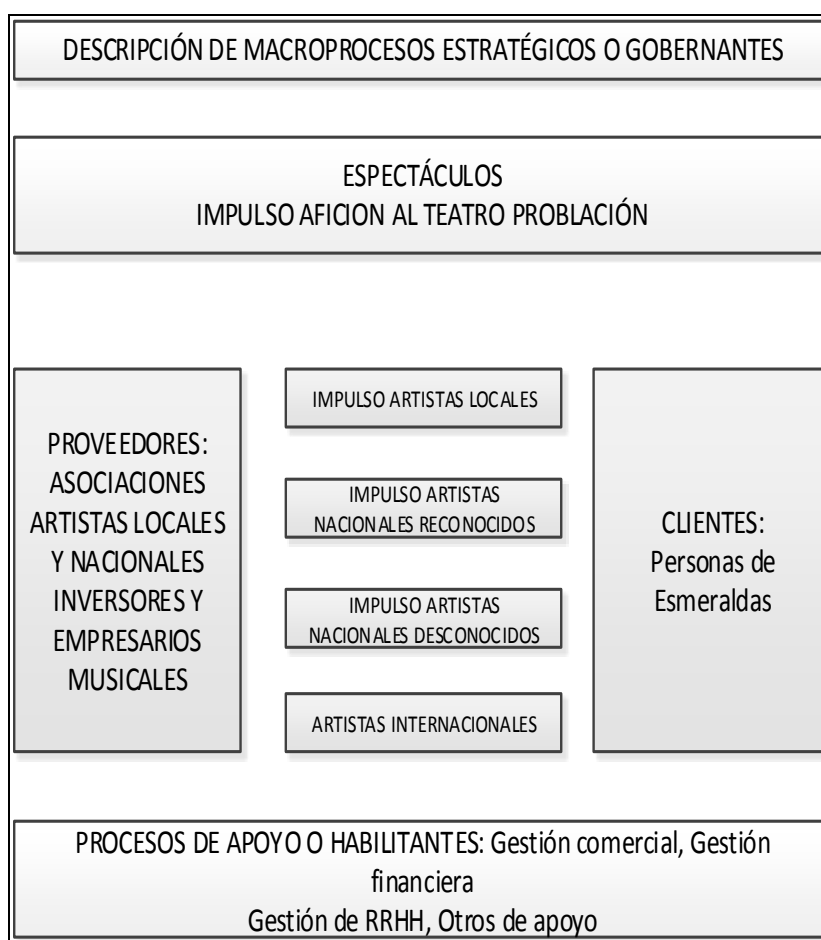 DESCRIPCIÓN DE MACROPROCESOS ESTRATÉGICOS O GOBERNANTES
ESPECTÁCULOS
IMPULSO AFICION AL TEATRO PROBLACIÓN
PROVEEDORES:
ASOCIACIONES
ARTISTAS LOCALES
Y NACIONALES
INVERSORES Y
EMPRESARIOS
MUSICALES
IMPULSO ARTISTAS LOCALES
IMPULSO ARTISTAS
NACIONALES RECONOCIDOS
IMPULSO ARTISTAS
NACIONALES DESCONOCIDOS
ARTISTAS INTERNACIONALES
CLIENTES:
Personas de
Esmeraldas
PROCESOS DE APOYO O HABILITANTES: Gestión comercial, Gestión
financiera
Gestión de RRHH, Otros de apoyo